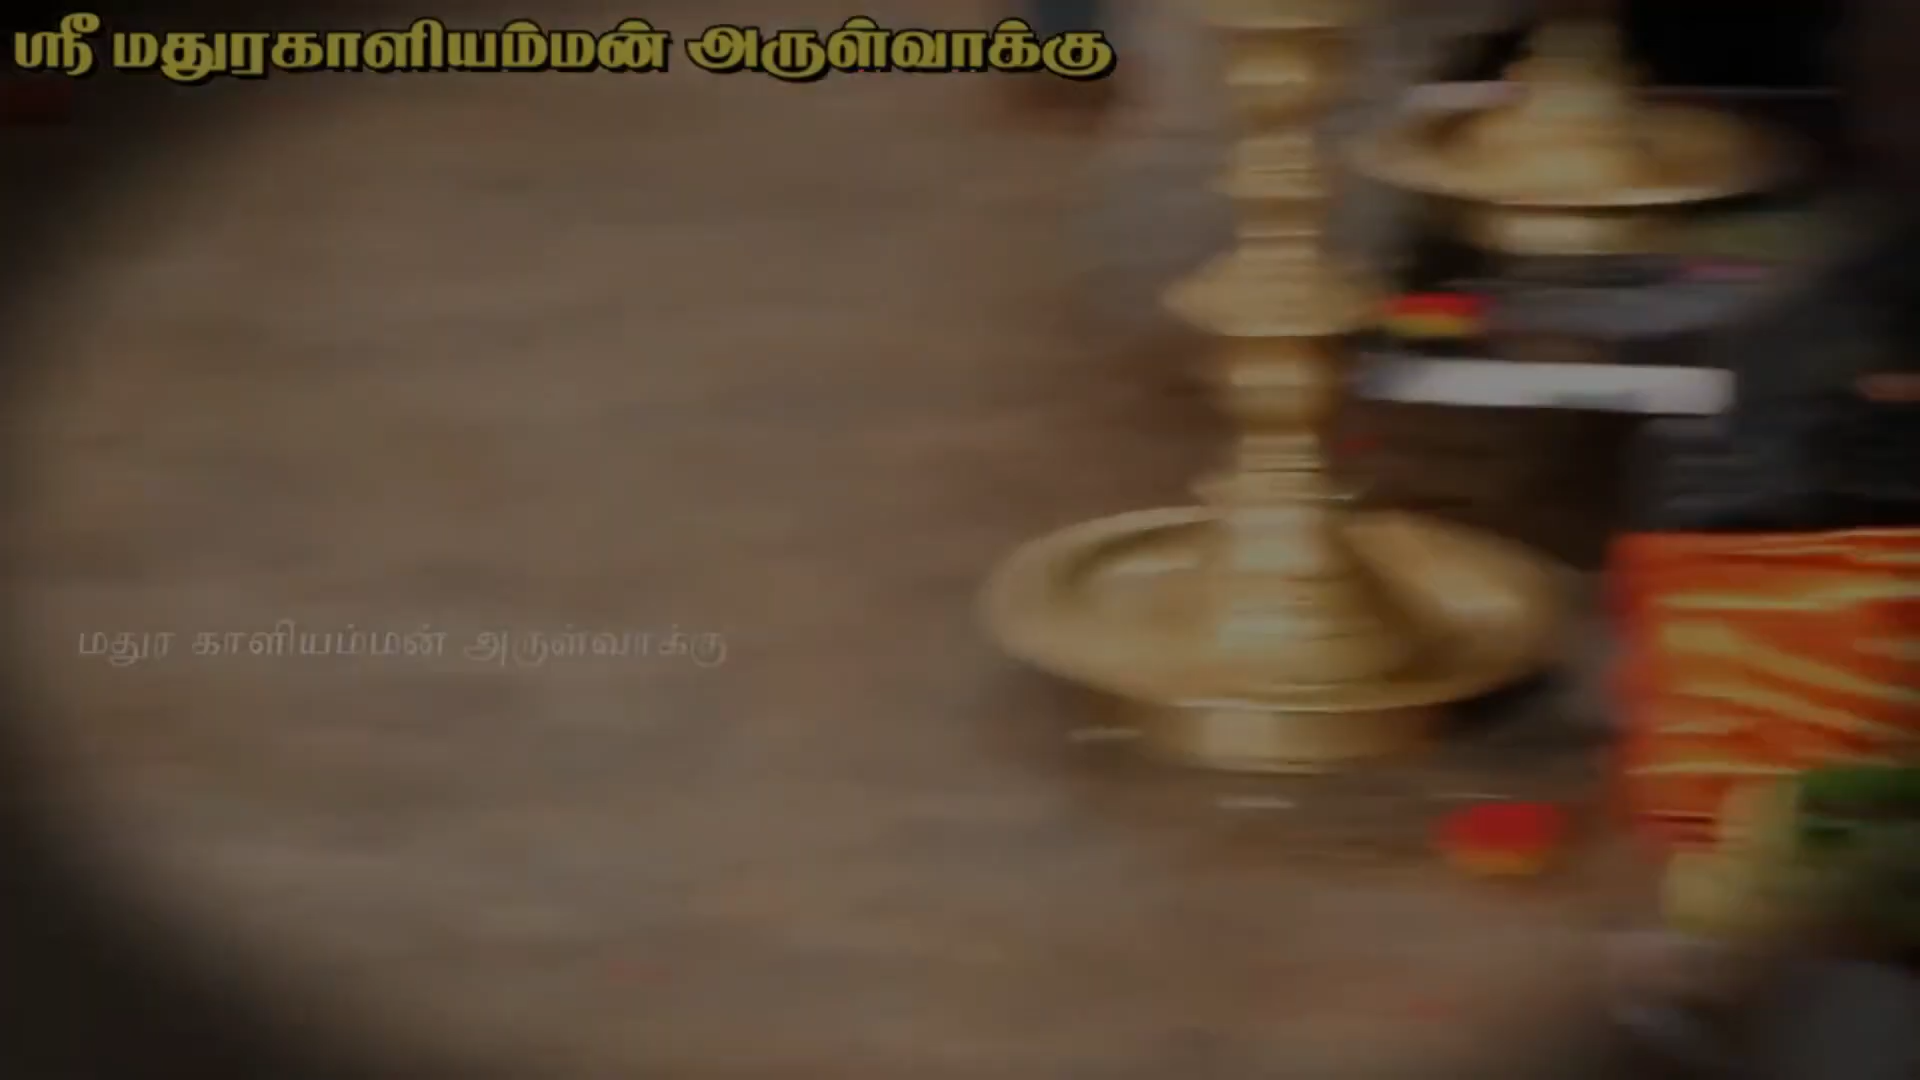 ஸ்ரீ மதுரகாளியம்மன் அருள்வாக்கு
மதுர காளியம்மன் அருள்வாக்கு